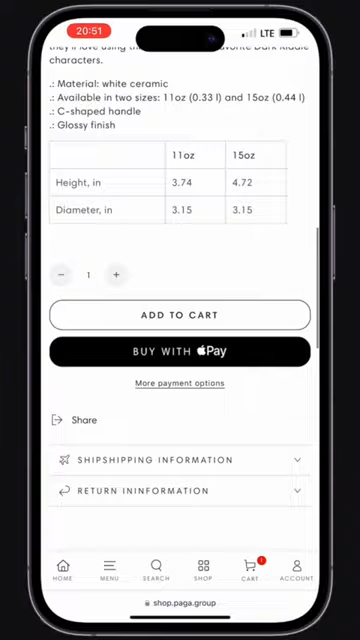 20:51
LTE
characters.
.: Material: white ceramic
.: Available in two sizes: 11oz (0.33 l) and 15oz (0.44 l)
.: C-shaped handle
.: Glossy finish
11oz 15oz
Height, in 3.74 4.72
Diameter, in 3.15 3.15
− 1 +
ADD TO CART
BUY WITH Pay
More payment options
Share
SHIPSHIPPING INFORMATION
RETURN ININFORMATION
HOME MENU SEARCH SHOP CART ACCOUNT
shop.paga.group